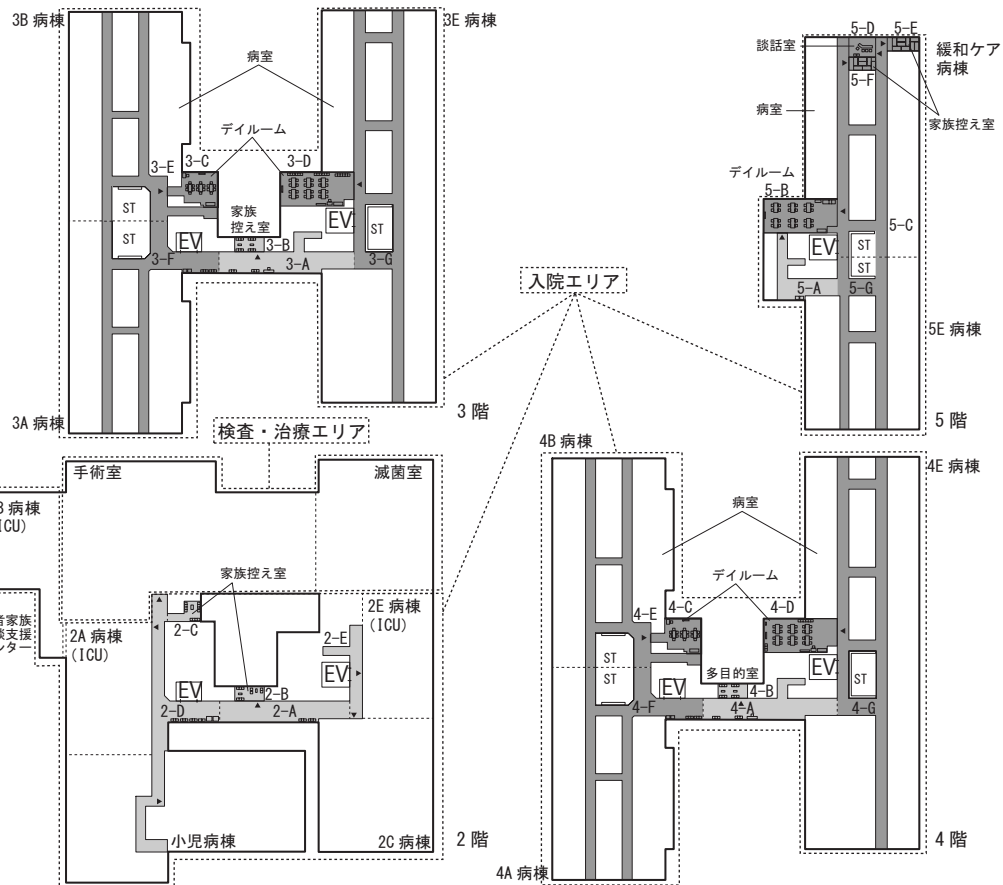 3B 病棟
3E 病棟
病室
デイルーム
3-E
3-C
3-D
ST
ST
家族
控え室
EV
EV
ST
3-B
3-F
3-A
3-G
3A 病棟
3 階
5-D
5-E
談話室
緩和ケア
病棟
5-F
病室
家族控え室
デイルーム
5-B
5-C
EV
ST
ST
5-A
5-G
5E 病棟
5 階
入院エリア
検査・治療エリア
手術室
滅菌室
病棟
家族控え室
2A 病棟
(ICU)
2E 病棟
(ICU)
2-C
2-E
EV
EV
2-B
2-D
2-A
小児病棟
2C 病棟
2 階
4B 病棟
4E 病棟
病室
デイルーム
4-E
4-C
4-D
ST
ST
多目的室
EV
EV
ST
4-B
4-F
4-A
4-G
4A 病棟
4 階